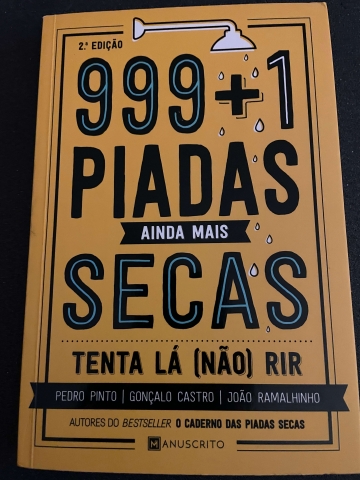 2.ª EDIÇÃO
999+1
PIADAS
AINDA MAIS
SECAS
TENTA LÁ (NÃO) RIR
PEDRO PINTO | GONÇALO CASTRO | JOÃO RAMALHINHO
AUTORES DO BESTSELLER O CADERNO DAS PIADAS SECAS
MANUSCRITO